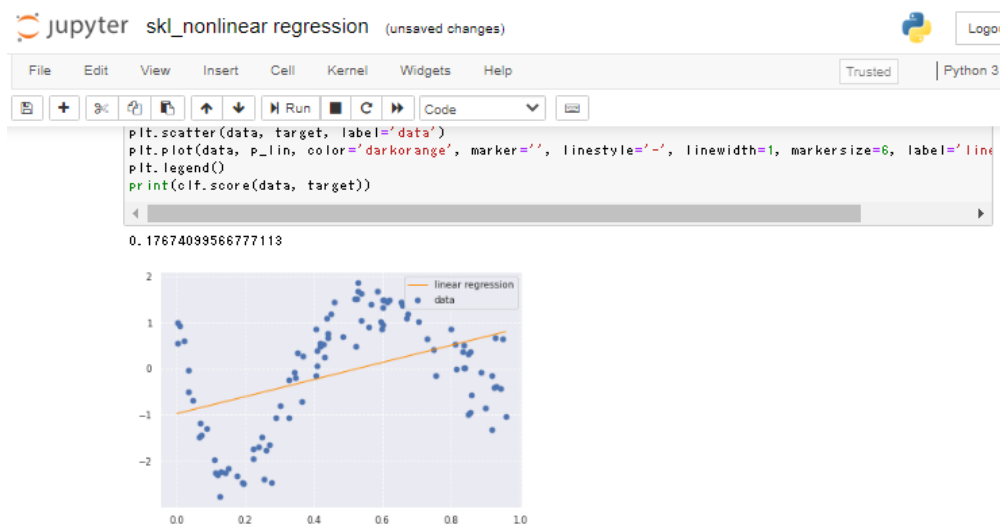 jupyter skl_nonlinear regression (unsaved changes)
Logou
File Edit View Insert Cell Kernel Widgets Help
Trusted Python 3
Run Code
plt.scatter(data, target, label='data')
plt.plot(data, p_lin, color='darkorange', marker='', linestyle='-', linewidth=1, markersize=6, label='line
plt.legend()
print(clf.score(data, target))
0.17674099566777113
2
1
0
−1
−2
linear regression
data
0.0 0.2 0.4 0.6 0.8 1.0